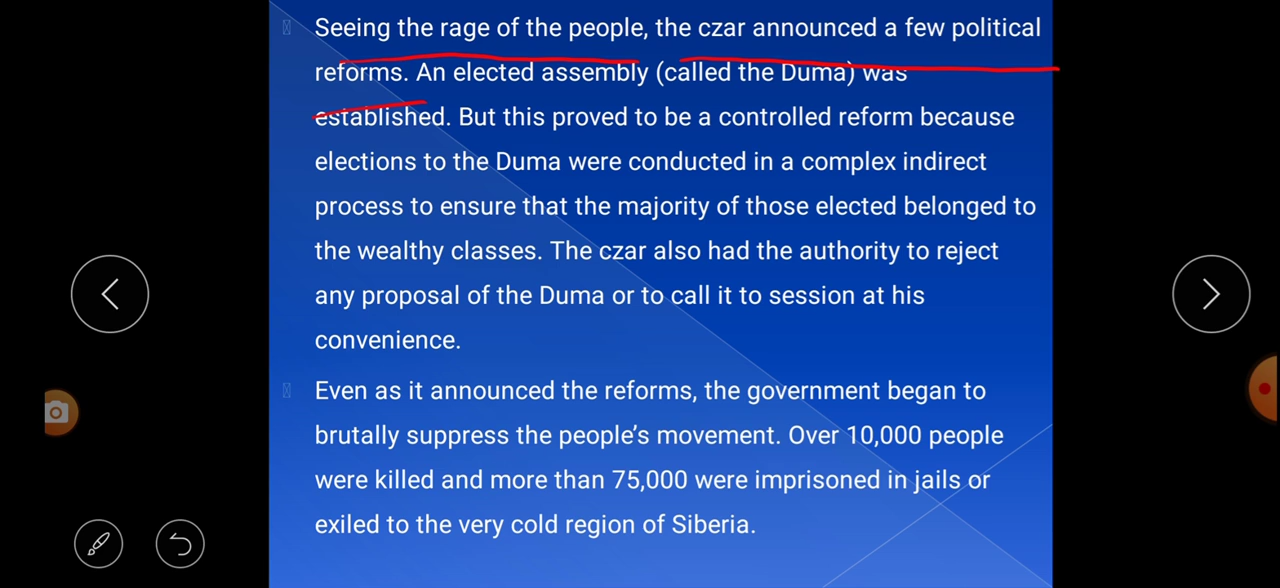 Seeing the rage of the people, the czar announced a few political
reforms. An elected assembly (called the Duma) was
established. But this proved to be a controlled reform because
elections to the Duma were conducted in a complex indirect
process to ensure that the majority of those elected belonged to
the wealthy classes. The czar also had the authority to reject
any proposal of the Duma or to call it to session at his
convenience.
Even as it announced the reforms, the government began to
brutally suppress the people’s movement. Over 10,000 people
were killed and more than 75,000 were imprisoned in jails or
exiled to the very cold region of Siberia.